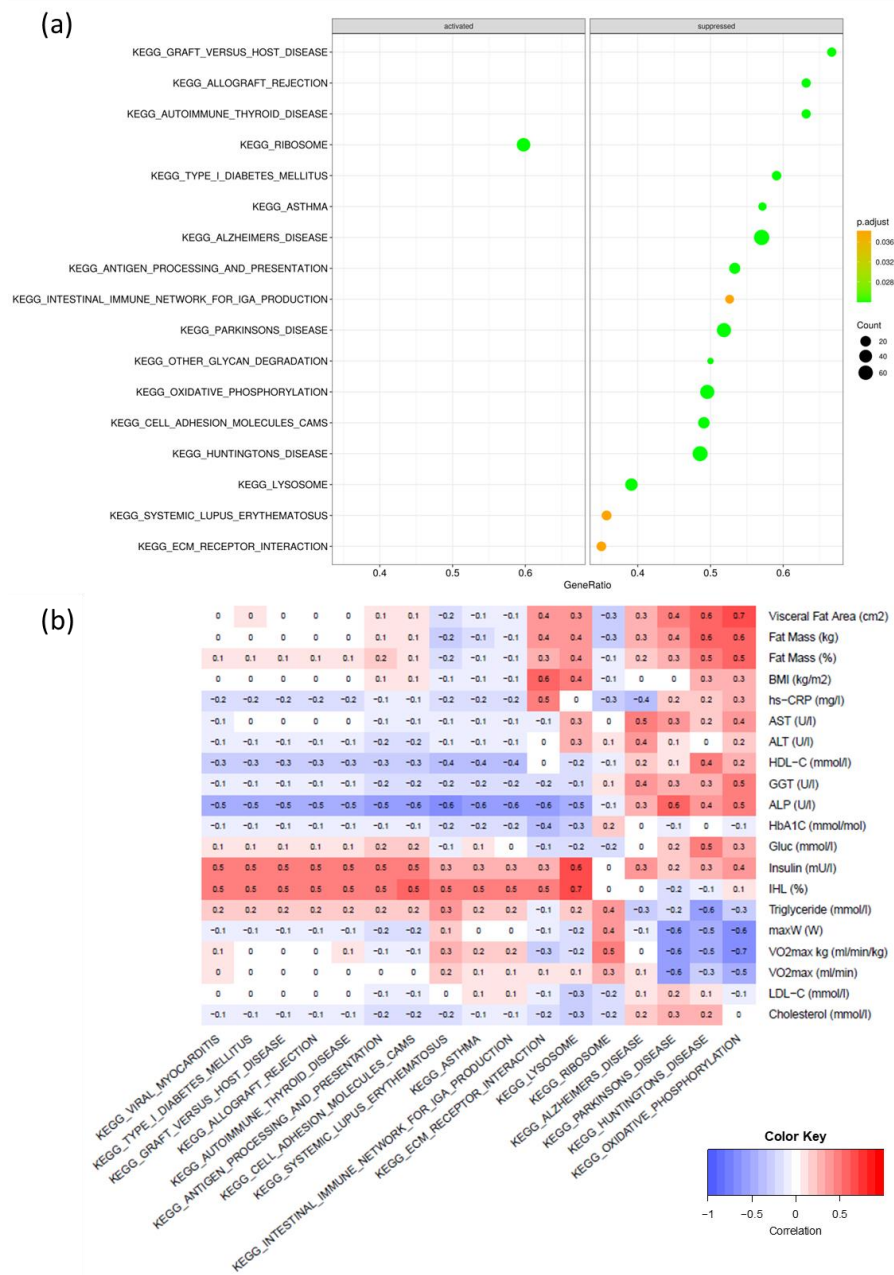 (a)
activated suppressed
KEGG_GRAFT_VERSUS_HOST_DISEASE
KEGG_ALLOGRAFT_REJECTION
KEGG_AUTOIMMUNE_THYROID_DISEASE
KEGG_RIBOSOME
KEGG_TYPE_I_DIABETES_MELLITUS
KEGG_ASTHMA
KEGG_ALZHEIMERS_DISEASE
KEGG_ANTIGEN_PROCESSING_AND_PRESENTATION
KEGG_INTESTINAL_IMMUNE_NETWORK_FOR_IGA_PRODUCTION
KEGG_PARKINSONS_DISEASE
KEGG_OTHER_GLYCAN_DEGRADATION
KEGG_OXIDATIVE_PHOSPHORYLATION
KEGG_CELL_ADHESION_MOLECULES_CAMS
KEGG_HUNTINGTONS_DISEASE
KEGG_LYSOSOME
KEGG_SYSTEMIC_LUPUS_ERYTHEMATOSUS
KEGG_ECM_RECEPTOR_INTERACTION
0.4 0.5 0.6 0.4 0.5 0.6
GeneRatio
p.adjust
0.036
0.032
0.028
Count
20
40
60
(b)
0 0 0 0 0 0.1 0.1 −0.2 −0.1 −0.1 0.4 0.3 −0.3 0.3 0.4 0.6 0.7 Visceral Fat Area (cm2)
0 0 0 0 0 0.1 0.1 −0.2 −0.1 0 0.4 0.4 −0.3 0.3 0.4 0.6 0.6 Fat Mass (kg)
0.1 0.1 0.1 0.1 0.1 0.2 0.1 −0.1 −0.1 −0.1 0.3 0.4 −0.1 0.2 0.3 0.5 0.5 Fat Mass (%)
0 0 0 0 0 0.1 0.1 −0.2 −0.1 −0.1 0.6 0.4 −0.1 0 0 0.3 0.3 BMI (kg/m2)
−0.2 −0.2 −0.2 −0.2 −0.2 −0.1 −0.1 −0.2 −0.2 −0.2 0.5 0 −0.3 −0.4 0.2 0.2 0.3 hs−CRP (mg/l)
−0.1 0 0 0 0 −0.1 −0.1 −0.1 −0.1 −0.1 −0.1 0.3 0 0.5 0.3 0.2 0.4 AST (U/l)
−0.1 −0.1 −0.1 −0.1 −0.1 −0.2 −0.2 −0.1 −0.1 −0.1 0 0.3 0.1 0.4 0.1 0 0.2 ALT (U/l)
−0.3 −0.3 −0.3 −0.3 −0.3 −0.3 −0.3 −0.4 −0.4 −0.4 0 −0.2 −0.1 0.2 0.1 0.4 0.2 HDL−C (mmol/l)
−0.1 −0.1 −0.1 −0.1 −0.1 −0.2 −0.2 −0.2 −0.2 −0.2 −0.1 −0.1 0.1 0.4 0.3 0.3 0.5 GGT (U/l)
−0.5 −0.5 −0.5 −0.5 −0.5 −0.5 −0.6 −0.6 −0.6 −0.6 −0.6 −0.5 −0.1 0.3 0.6 0.4 0.5 ALP (U/l)
−0.1 −0.1 −0.1 −0.1 −0.1 −0.1 −0.1 −0.2 −0.2 −0.2 −0.4 −0.3 0.2 0 −0.1 0 −0.1 HbA1C (mmol/mol)
0.1 0.1 0.1 0.1 0.1 0.2 0.2 −0.1 0.1 0 −0.1 −0.2 −0.2 0 0.2 0.5 0.3 Gluc (mmol/l)
0.5 0.5 0.5 0.5 0.5 0.5 0.5 0.3 0.3 0.3 0.3 0.6 0 0.3 0.2 0.3 0.4 Insulin (mU/l)
0.5 0.5 0.5 0.5 0.5 0.5 0.5 0.5 0.5 0.5 0.5 0.7 0 0 −0.2 −0.1 0.1 IHL (%)
0.2 0.2 0.2 0.2 0.2 0.2 0.2 0.3 0.2 0.2 −0.1 0.2 0.4 −0.3 −0.2 −0.6 −0.3 Triglyceride (mmol/l)
−0.1 −0.1 −0.1 −0.1 −0.1 −0.2 −0.2 0.1 0 0 −0.1 −0.2 0.4 −0.1 −0.6 −0.5 −0.6 maxW (W)
0.1 0 0 0 0.1 −0.1 −0.1 0.3 0.2 0.2 −0.3 −0.2 0.5 0 −0.6 −0.5 −0.7 VO2max kg (ml/min/kg)
0 0 0 0 0 0 0 0.2 0.1 0.1 0.1 0.1 0.3 0.1 −0.6 −0.3 −0.5 VO2max (ml/min)
0 0 0 0 0 −0.1 −0.1 0 0.1 0.1 −0.1 −0.3 −0.2 0.1 0.2 0.1 −0.1 LDL−C (mmol/l)
−0.1 −0.1 −0.1 −0.1 −0.1 −0.2 −0.2 −0.1 −0.1 −0.1 −0.2 −0.3 −0.2 0.2 0.3 0.2 0 Cholesterol (mmol/l)
KEGG_VIRAL_MYOCARDITIS
KEGG_TYPE_I_DIABETES_MELLITUS
KEGG_GRAFT_VERSUS_HOST_DISEASE
KEGG_ALLOGRAFT_REJECTION
KEGG_AUTOIMMUNE_THYROID_DISEASE
KEGG_ANTIGEN_PROCESSING_AND_PRESENTATION
KEGG_CELL_ADHESION_MOLECULES_CAMS
KEGG_SYSTEMIC_LUPUS_ERYTHEMATOSUS
KEGG_ASTHMA
KEGG_INTESTINAL_IMMUNE_NETWORK_FOR_IGA_PRODUCTION
KEGG_ECM_RECEPTOR_INTERACTION
KEGG_LYSOSOME
KEGG_RIBOSOME
KEGG_ALZHEIMERS_DISEASE
KEGG_PARKINSONS_DISEASE
KEGG_HUNTINGTONS_DISEASE
KEGG_OXIDATIVE_PHOSPHORYLATION
Color Key
−1 −0.5 0 0.5
Correlation